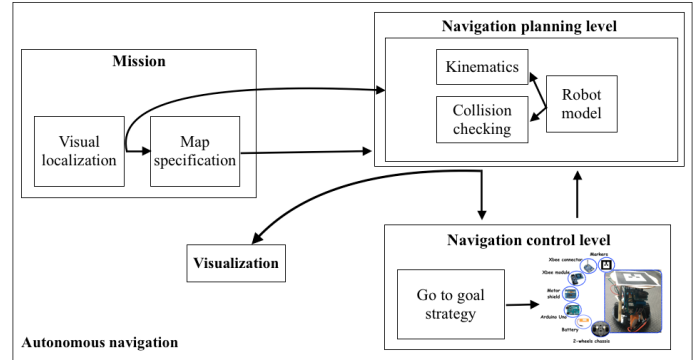 Navigation planning level
Mission
Kinematics
Robot
model
Collision
checking
Visual
localization
Map
specification
Visualization
Navigation control level
Go to goal
strategy
Markers
Xbee connector
Xbee module
Motor
shield
Arduino Uno
Battery
2-wheels chassis
Autonomous navigation